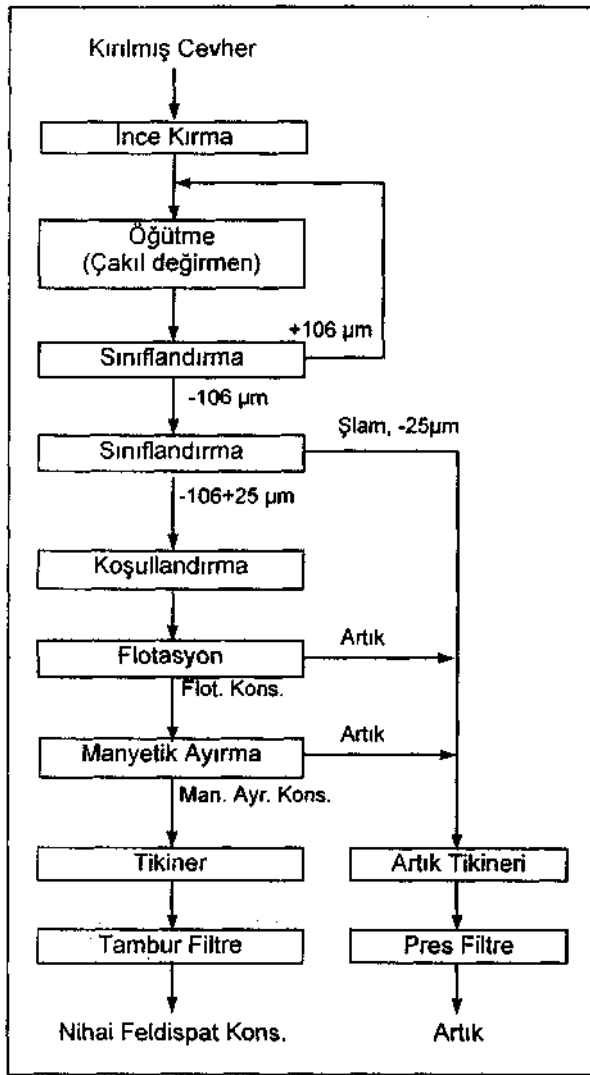 Kırılmış Cevher
İnce Kırma
Öğütme
(Çakıl değirmen)
+106 µm
Sınıflandırma
-106 µm
Şlam, -25µm
Sınıflandırma
-106+25 µm
Koşullandırma
Flotasyon
Artık
Flot. Kons.
Manyetik Ayırma
Artık
Man. Ayr. Kons.
Tikiner
Artık Tikineri
Tambur Filtre
Pres Filtre
Nihai Feldispat Kons.
Artık